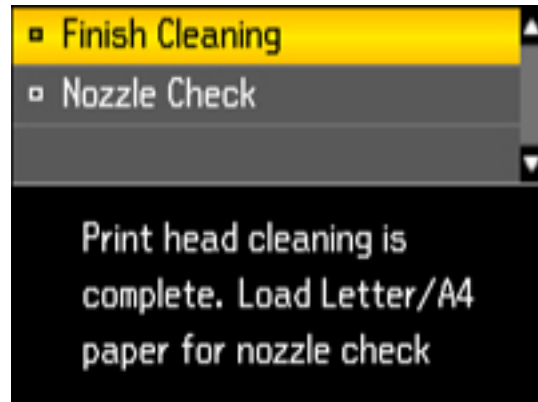 Finish Cleaning
Nozzle Check
Print head cleaning is
complete. Load Letter/A4
paper for nozzle check